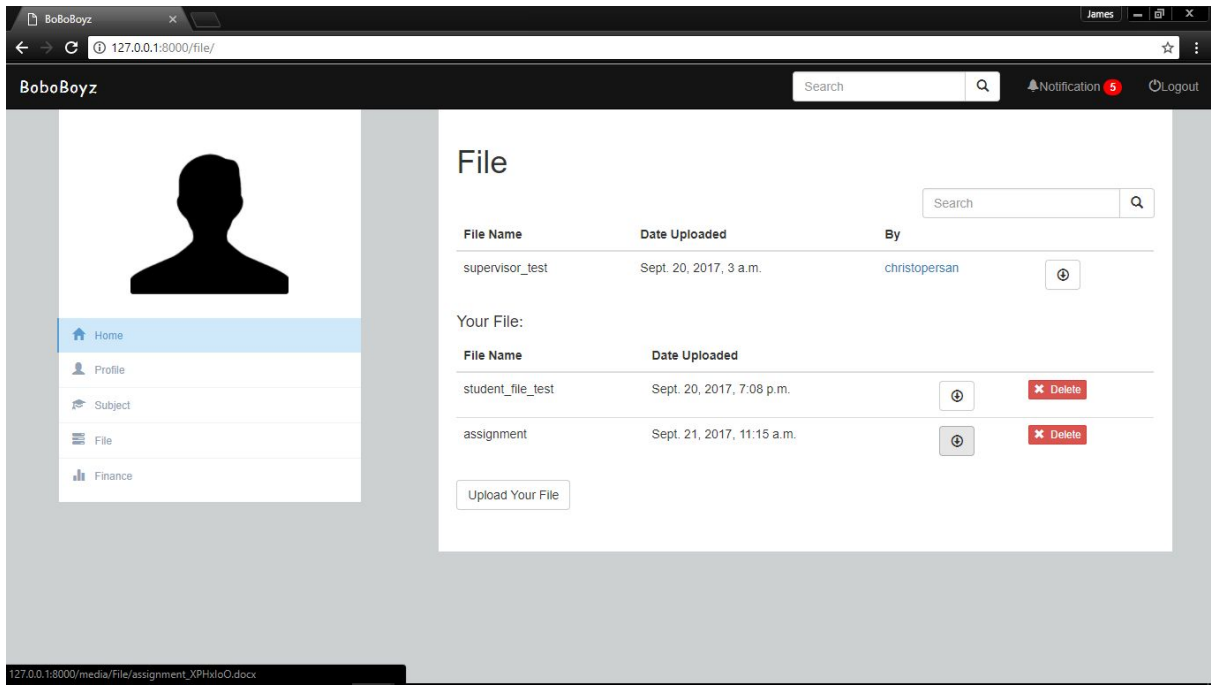 BoBoBoyz
James
127.0.0.1:8000/file/
BoboBoyz
Search
Notification 5
Logout
Home
Profile
Subject
File
Finance
File
Search
File Name Date Uploaded By
supervisor_test Sept. 20, 2017, 3 a.m. christopersan
Your File:
File Name Date Uploaded
student_file_test Sept. 20, 2017, 7:08 p.m. Delete
assignment Sept. 21, 2017, 11:15 a.m. Delete
Upload Your File
127.0.0.1:8000/media/File/assignment_XPHxIoO.docx